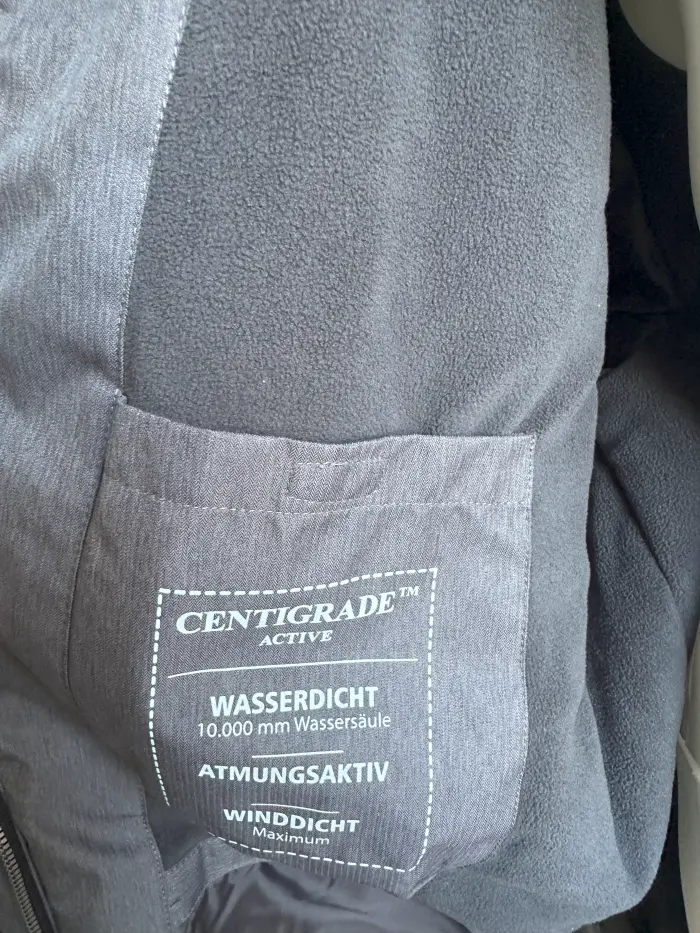 CENTIGRADE™
ACTIVE
WASSERDICHT
10.000 mm Wassersäule
ATMUNGSAKTIV
WINDDICHT
Maximum